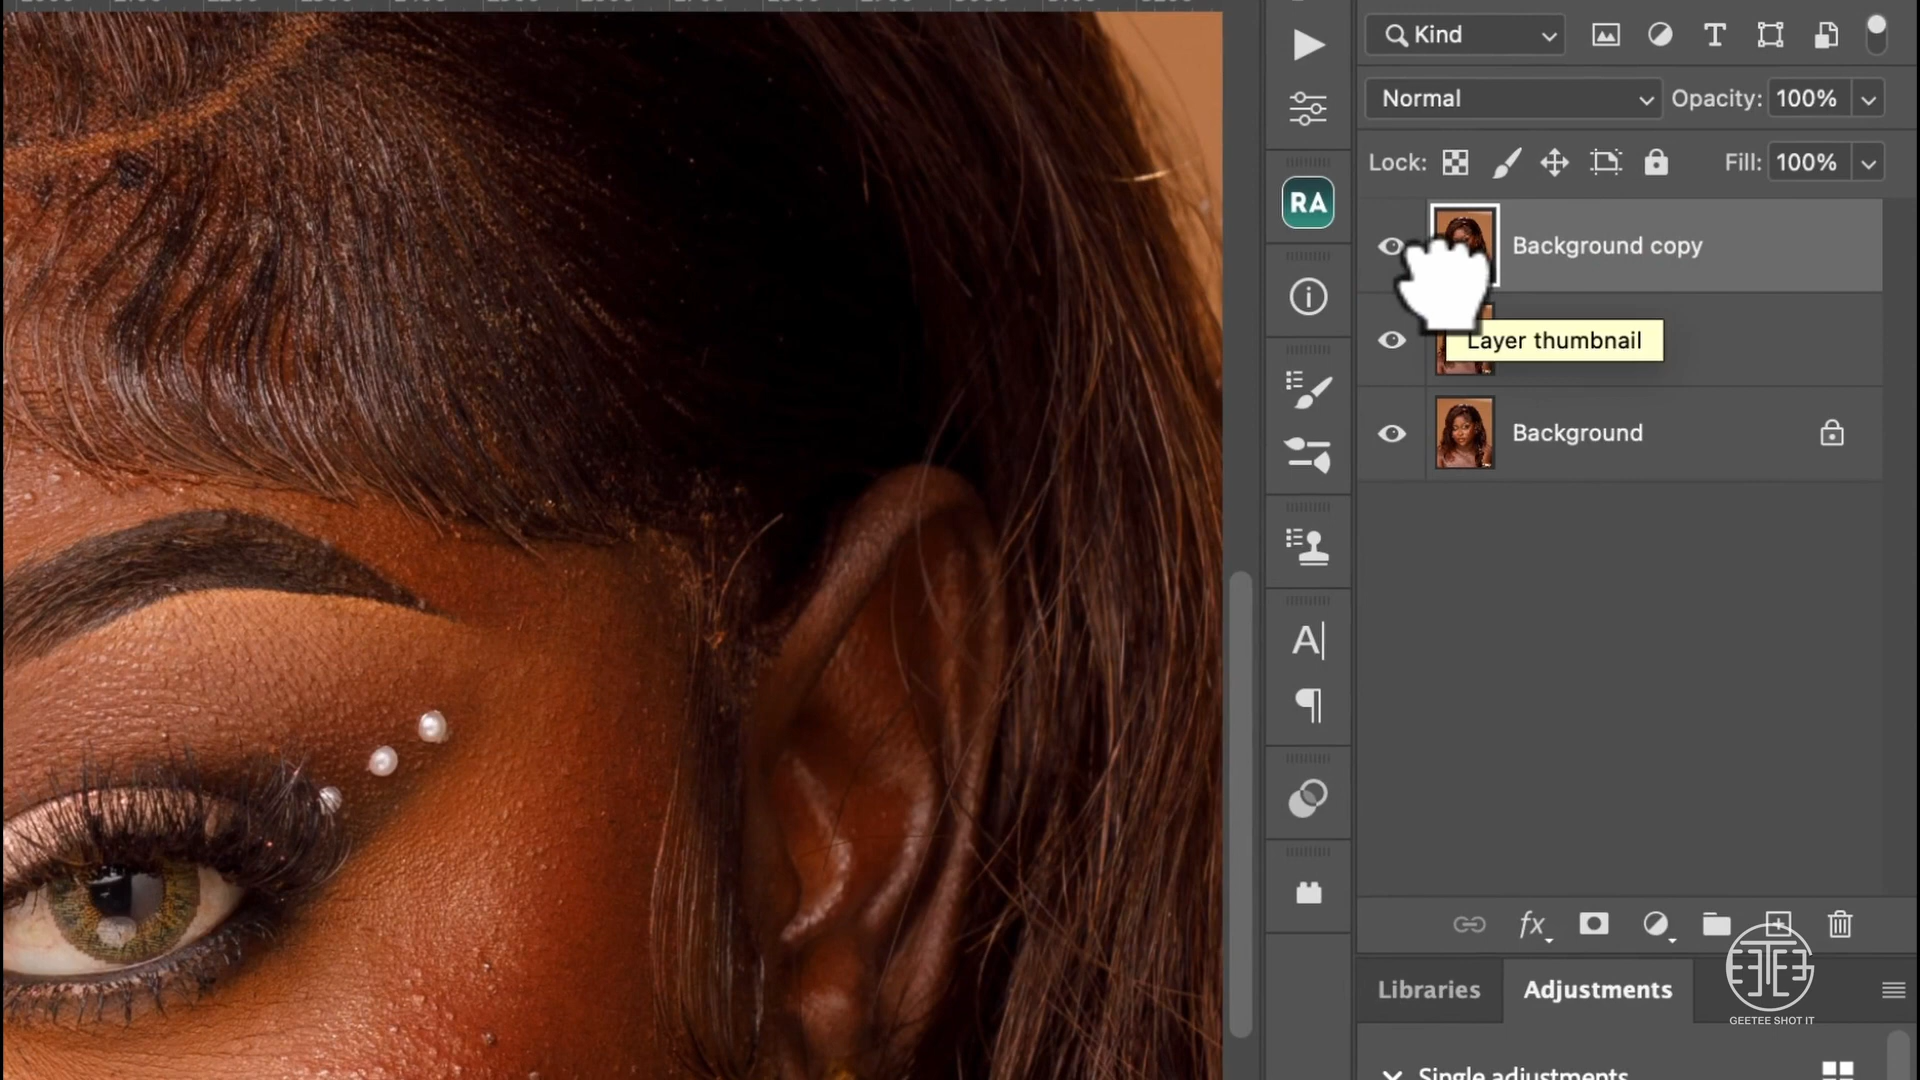 Kind
Normal
Opacity: 100%
Lock:
Fill: 100%
RA
Background copy
Layer thumbnail
Background
fx
A
Libraries
Adjustments
GEETEE SHOT IT
Single adjustments